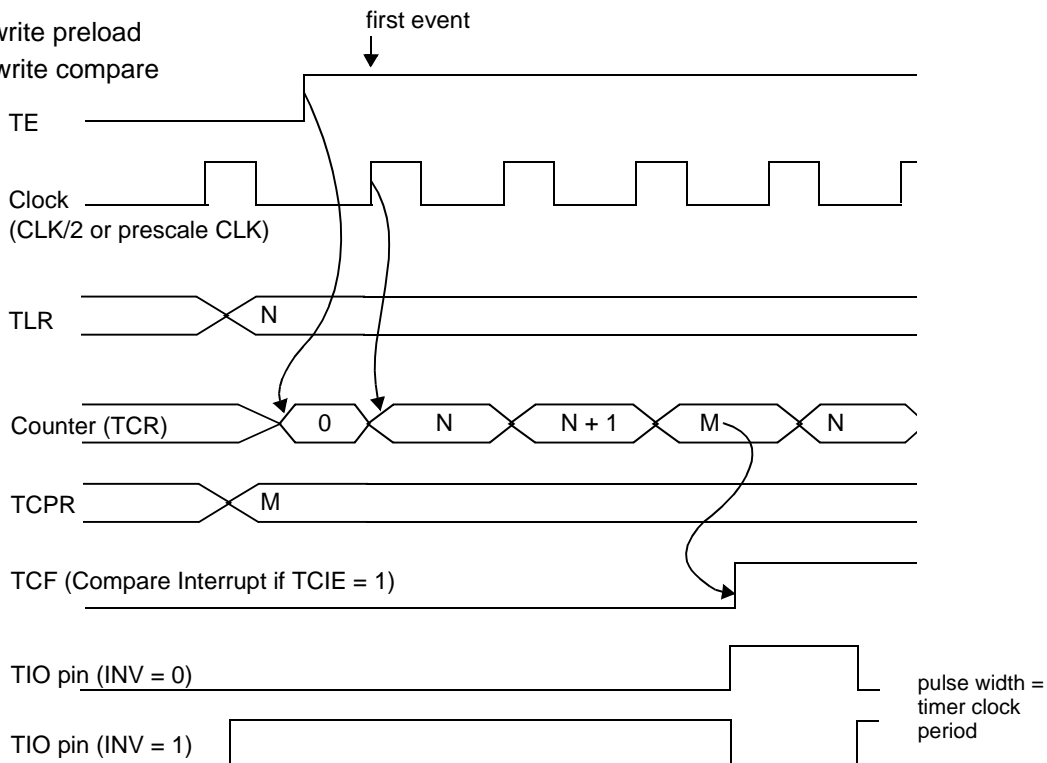 first event
write preload
write compare
TE
Clock
(CLK/2 or prescale CLK)
TLR
N
Counter (TCR)
0
N
N + 1
M
N
TCPR
M
TCF (Compare Interrupt if TCIE = 1)
TIO pin (INV = 0)
pulse width =
timer clock
period
TIO pin (INV = 1)